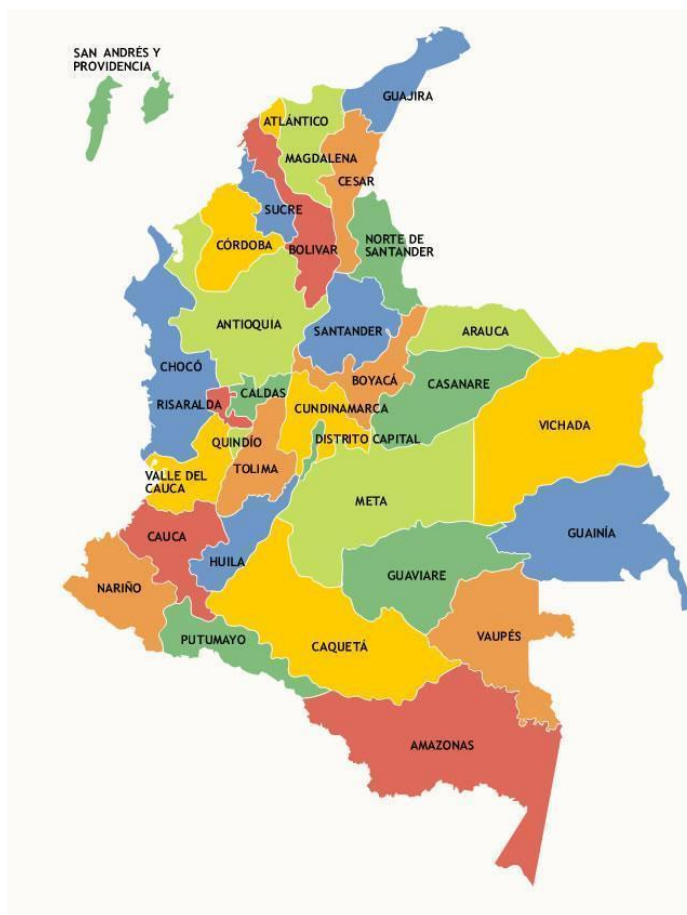 SAN ANDRÉS Y
PROVIDENCIA
GUAJIRA
ATLÁNTICO
MAGDALENA
CESAR
SUCRE
NORTE DE
SANTANDER
CÓRDOBA
BOLIVAR
ANTIOQUIA
SANTANDER
ARAUCA
CHOCÓ
BOYACÁ
CASANARE
CALDAS
RISARALDA
CUNDINAMARCA
VICHADA
QUINDÍO
DISTRITO CAPITAL
TOLIMA
VALLE DEL
CAUCA
META
CAUCA
GUAINÍA
HUILA
GUAVIARE
NARIÑO
PUTUMAYO
CAQUETÁ
VAUPÉS
AMAZONAS